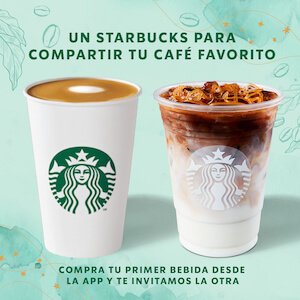 UN STARBUCKS PARA
COMPARTIR TU CAFÉ FAVORITO
COMPRA TU PRIMER BEBIDA DESDE
LA APP Y TE INVITAMOS LA OTRA